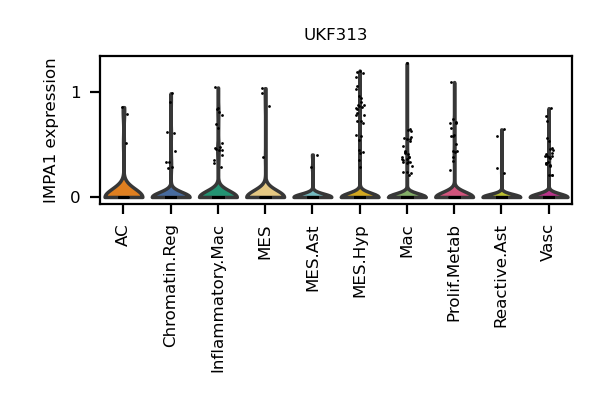 UKF313
IMPA1 expression
1
0
AC
Chromatin.Reg
Inflammatory.Mac
MES
MES.Ast
MES.Hyp
Mac
Prolif.Metab
Reactive.Ast
Vasc